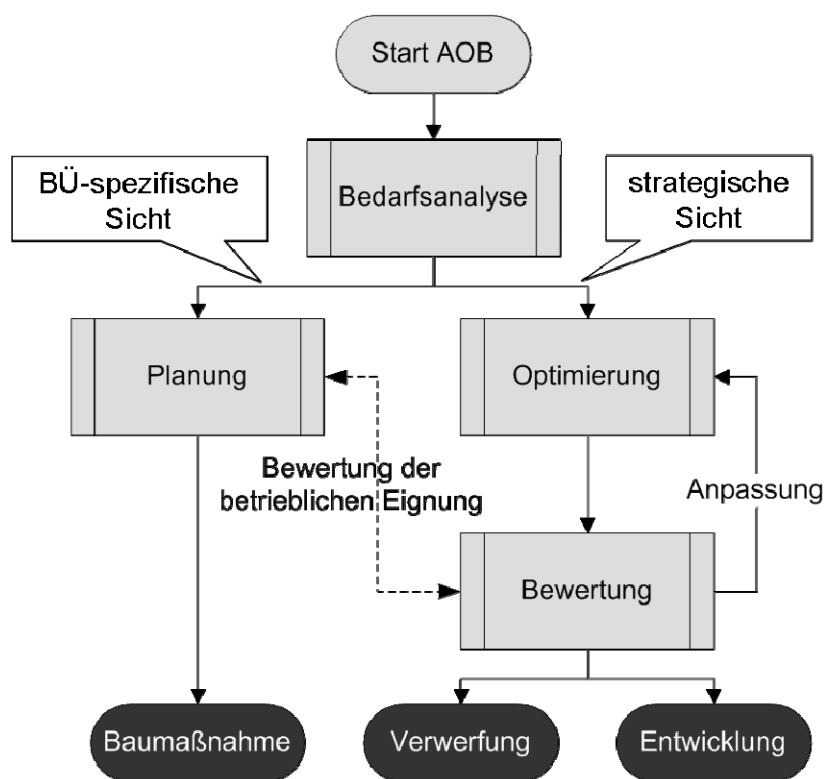 Start AOB
BÜ-spezifische
Sicht
Bedarfsanalyse
strategische
Sicht
Planung
Optimierung
Bewertung der
betrieblichen Eignung
Anpassung
Bewertung
Baumaßnahme
Verwerfung
Entwicklung